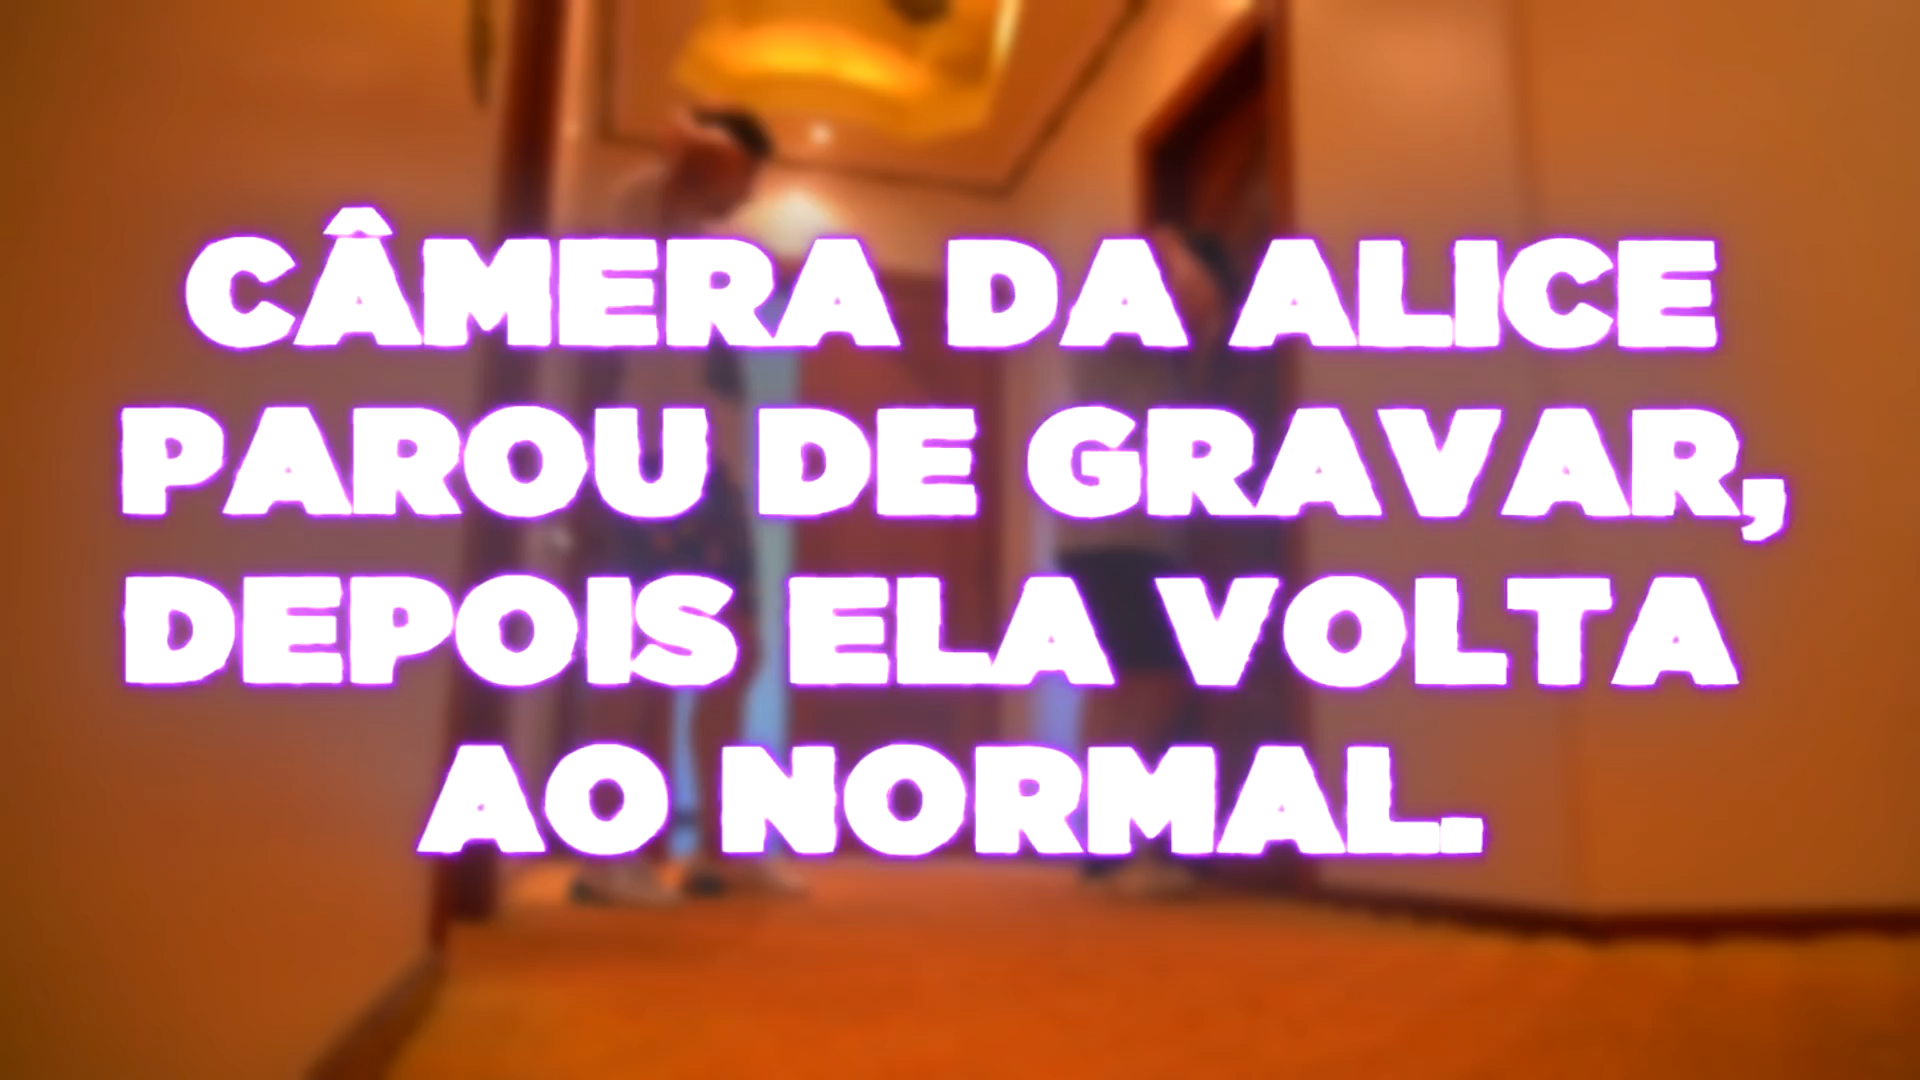 CÂMERA DA ALICE
PAROU DE GRAVAR,
DEPOIS ELA VOLTA
AO NORMAL.